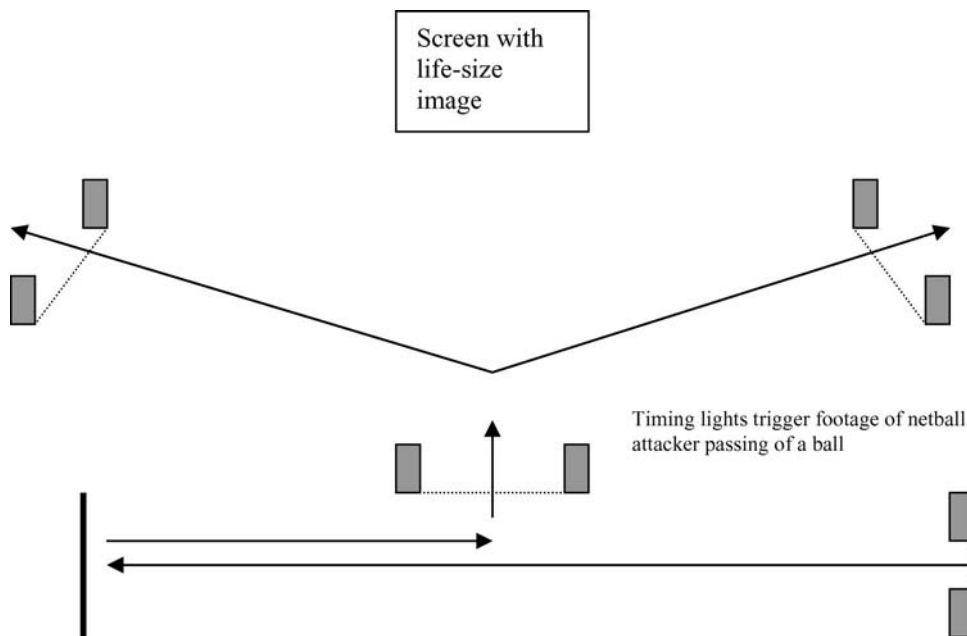 Screen with
life-size
image
Timing lights trigger footage of netball
attacker passing of a ball